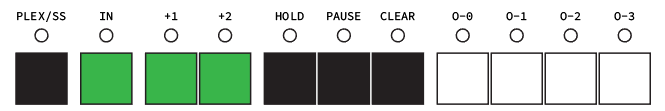 PLEX/SS IN +1 +2 HOLD PAUSE CLEAR O-0 O-1 O-2 O-3